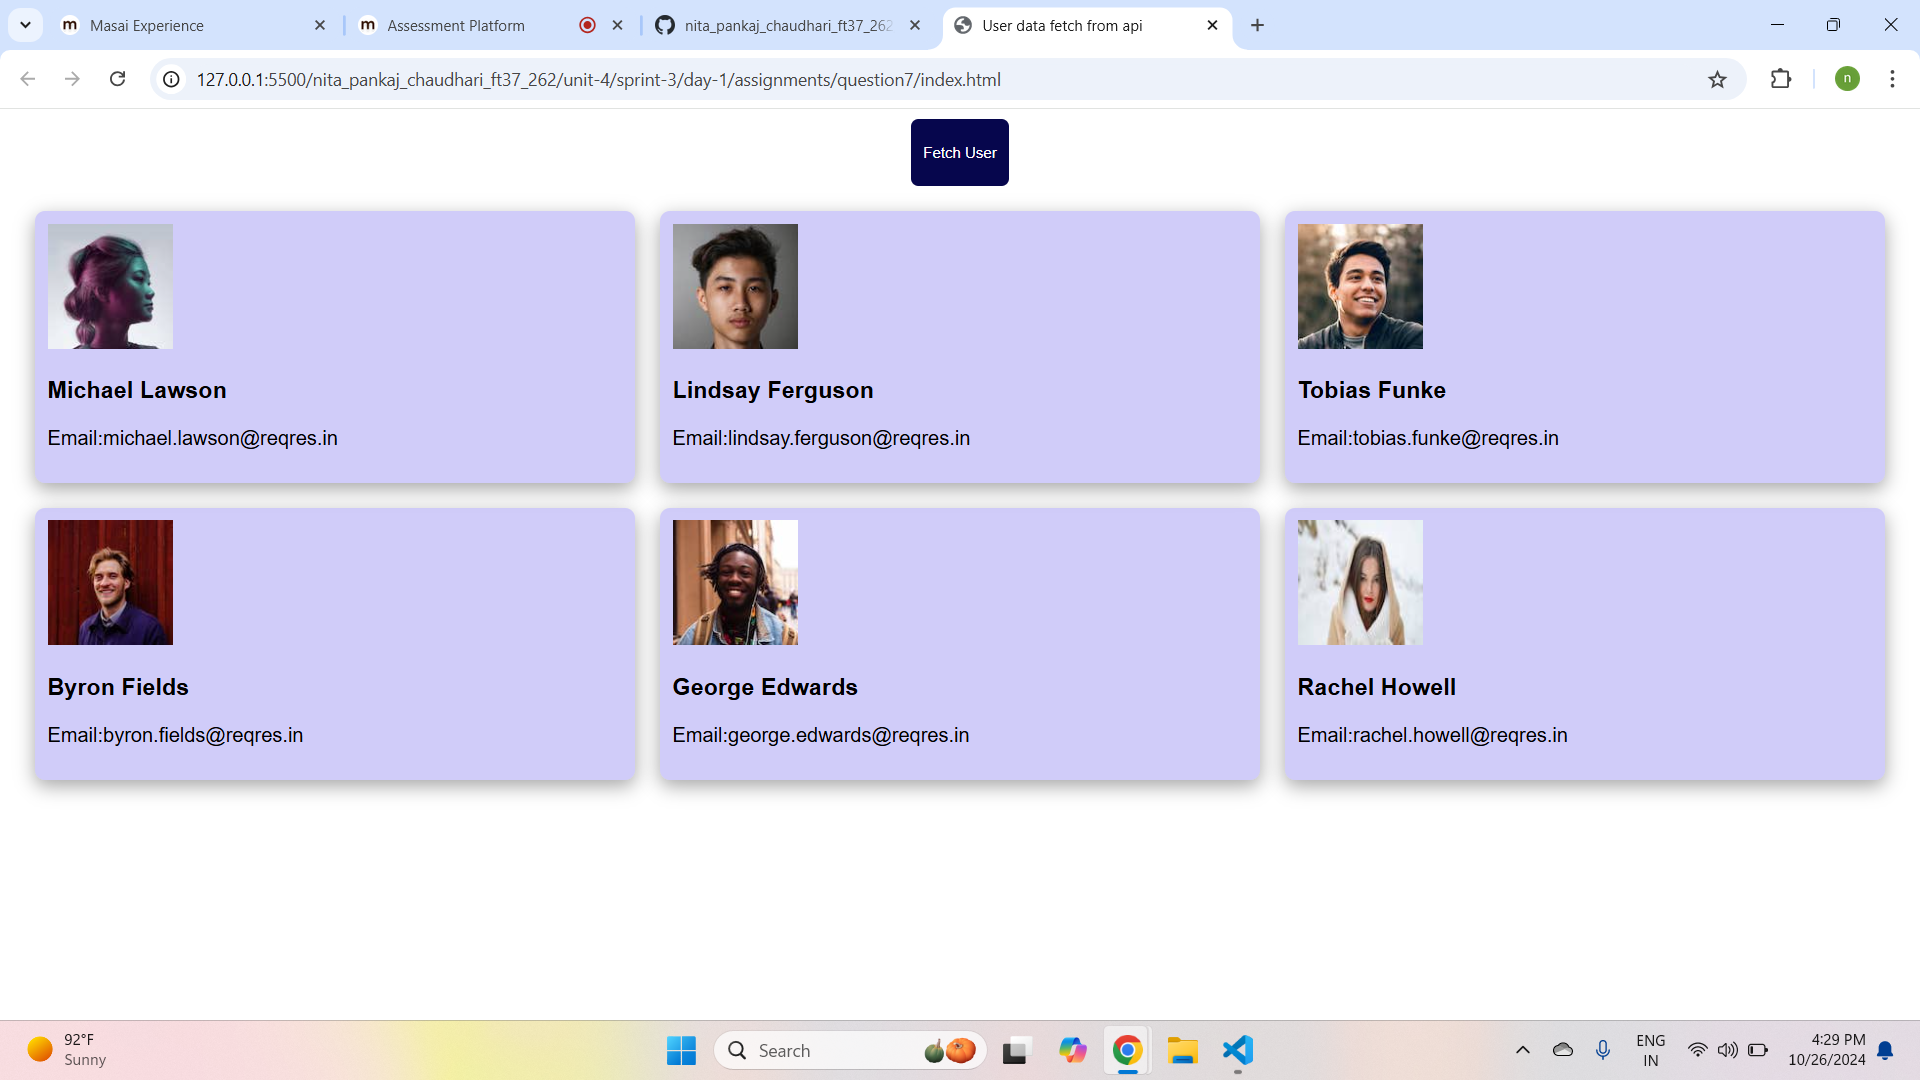 m Masai Experience
m Assessment Platform
nita_pankaj_chaudhari_ft37_262
User data fetch from api
127.0.0.1:5500/nita_pankaj_chaudhari_ft37_262/unit-4/sprint-3/day-1/assignments/question7/index.html
n
Fetch User
Michael Lawson
Email:michael.lawson@reqres.in
Lindsay Ferguson
Email:lindsay.ferguson@reqres.in
Tobias Funke
Email:tobias.funke@reqres.in
Byron Fields
Email:byron.fields@reqres.in
George Edwards
Email:george.edwards@reqres.in
Rachel Howell
Email:rachel.howell@reqres.in
92°F
Sunny
Search
ENG
IN
4:29 PM
10/26/2024